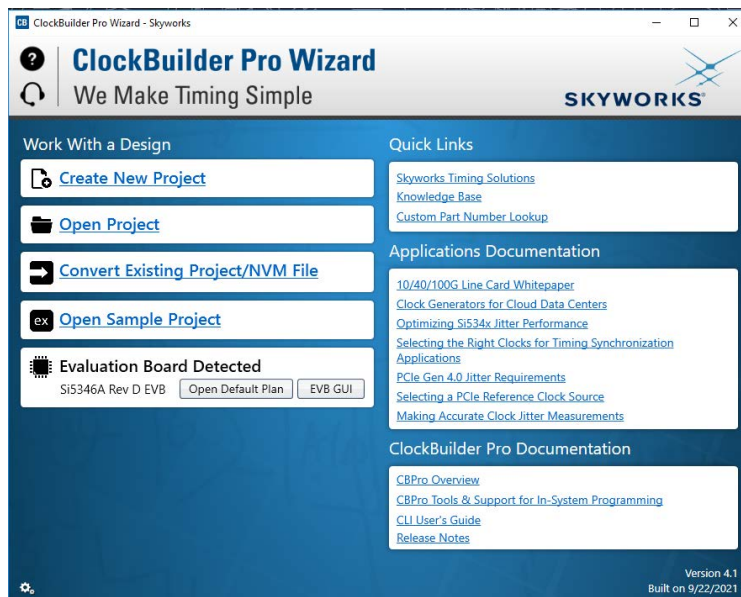 CB ClockBuilder Pro Wizard - Skyworks
? ClockBuilder Pro Wizard
We Make Timing Simple
SKYWORKS®
Work With a Design
Create New Project
Open Project
Convert Existing Project/NVM File
ex Open Sample Project
Evaluation Board Detected
Si5346A Rev D EVB Open Default Plan EVB GUI
Quick Links
Skyworks Timing Solutions
Knowledge Base
Custom Part Number Lookup
Applications Documentation
10/40/100G Line Card Whitepaper
Clock Generators for Cloud Data Centers
Optimizing Si534x Jitter Performance
Selecting the Right Clocks for Timing Synchronization
Applications
PCIe Gen 4.0 Jitter Requirements
Selecting a PCIe Reference Clock Source
Making Accurate Clock Jitter Measurements
ClockBuilder Pro Documentation
CBPro Overview
CBPro Tools & Support for In-System Programming
CLI User's Guide
Release Notes
Version 4.1
Built on 9/22/2021